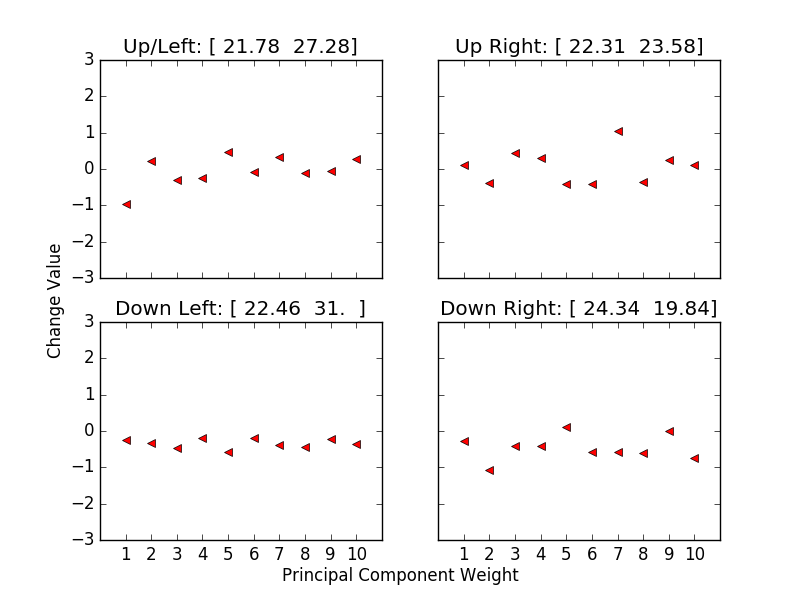 Up/Left: [ 21.78  27.28]
Up Right: [ 22.31  23.58]
3
2
1
0
−1
−2
−3
Change Value
Down Left: [ 22.46  31.  ]
Down Right: [ 24.34  19.84]
3
2
1
0
−1
−2
−3
1 2 3 4 5 6 7 8 9 10
1 2 3 4 5 6 7 8 9 10
Principal Component Weight